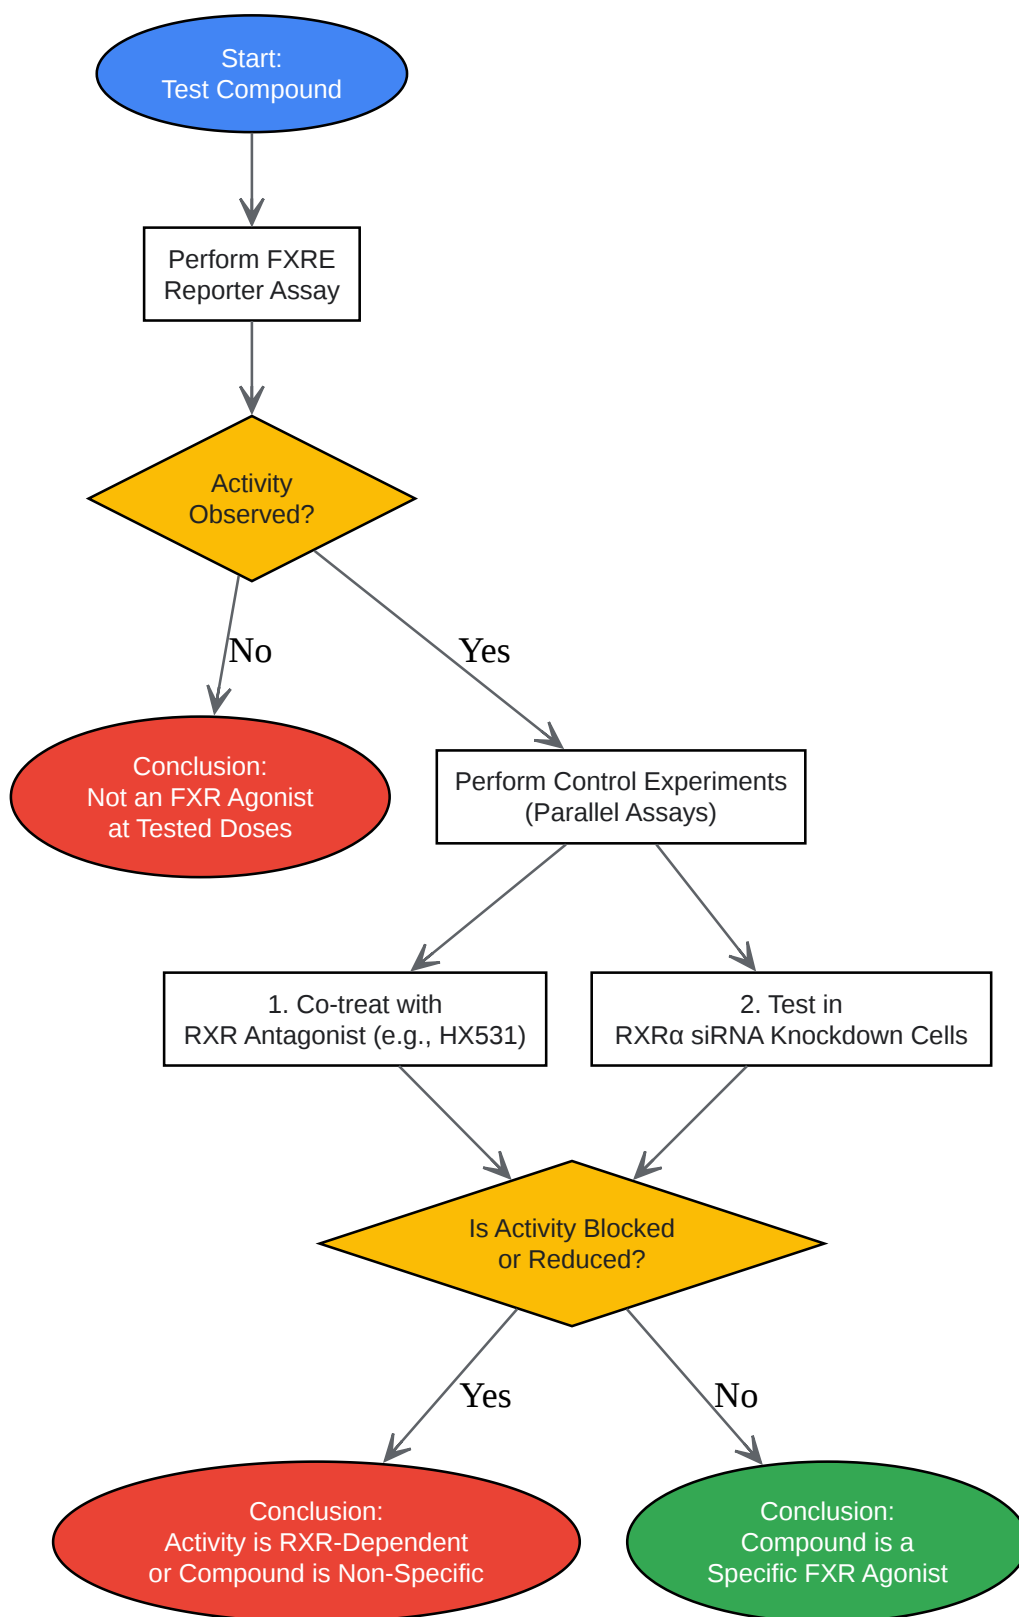 Start:
Test Compound
Perform FXRE
Reporter Assay
Activity
Observed?
No
Yes
Conclusion:
Not an FXR Agonist
at Tested Doses
Perform Control Experiments
(Parallel Assays)
1. Co-treat with
RXR Antagonist (e.g., HX531)
2. Test in
RXRα siRNA Knockdown Cells
Is Activity Blocked
or Reduced?
Yes
No
Conclusion:
Activity is RXR-Dependent
or Compound is Non-Specific
Conclusion:
Compound is a
Specific FXR Agonist